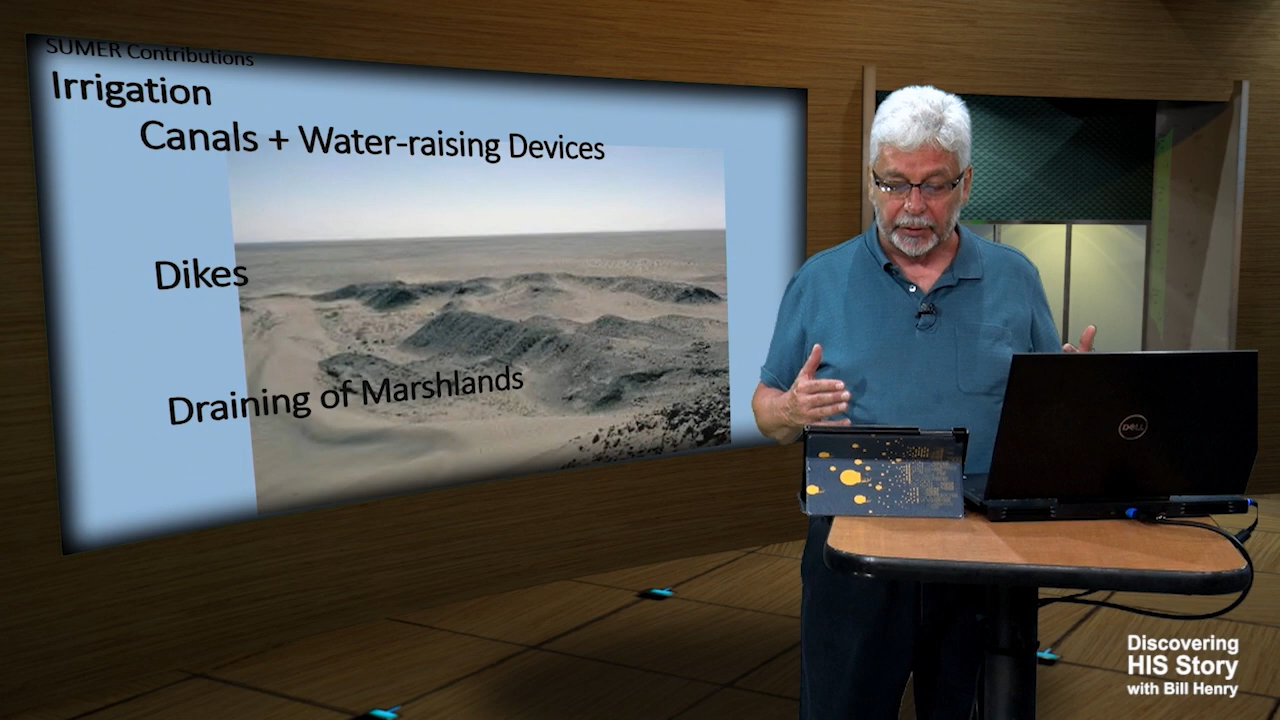 SUMER Contributions
Irrigation
Canals + Water-raising Devices
Dikes
Draining of Marshlands
DELL
Discovering
HIS Story
with Bill Henry